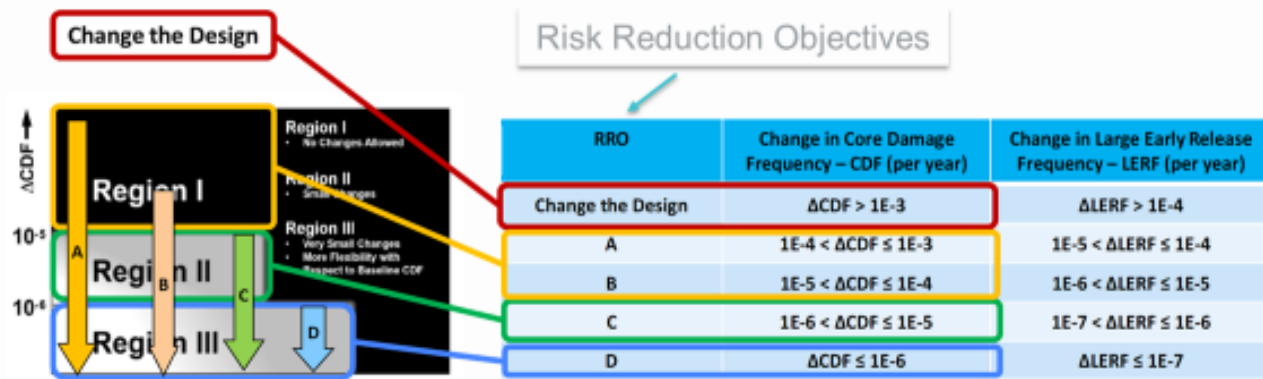 Change the Design
Risk Reduction Objectives
ΔCDF
10-5
10-6
Region I
Region II
Region III
A
B
C
D
Region I
• No Changes Allowed
Region II
• Small Changes
Region III
• Very Small Changes
• More Flexibility with
Respect to Baseline CDF
RRO
Change in Core Damage
Frequency – CDF (per year)
Change in Large Early Release
Frequency – LERF (per year)
Change the Design ΔCDF > 1E-3 ΔLERF > 1E-4
A 1E-4 < ΔCDF ≤ 1E-3 1E-5 < ΔLERF ≤ 1E-4
B 1E-5 < ΔCDF ≤ 1E-4 1E-6 < ΔLERF ≤ 1E-5
C 1E-6 < ΔCDF ≤ 1E-5 1E-7 < ΔLERF ≤ 1E-6
D ΔCDF ≤ 1E-6 ΔLERF ≤ 1E-7